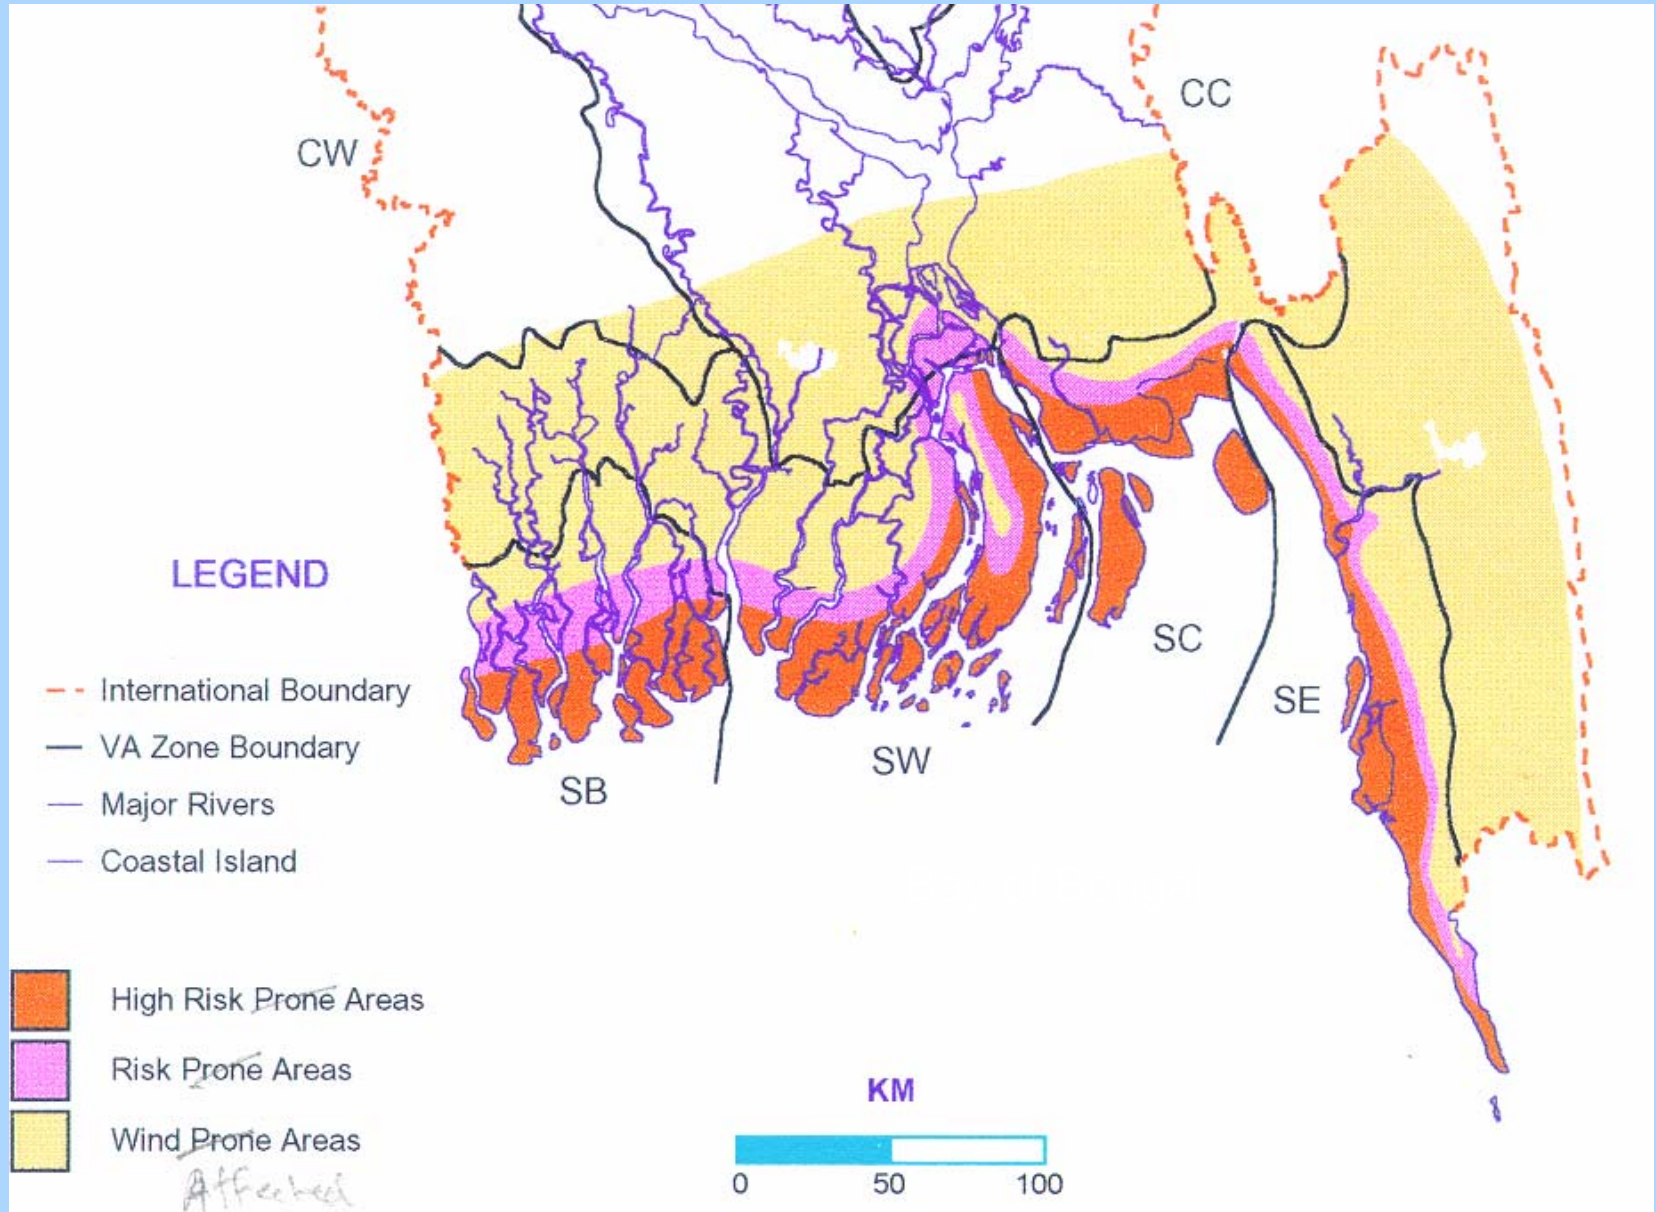 CC
CW
LEGEND
International Boundary
VA Zone Boundary
Major Rivers
Coastal Island
SC
SE
SW
SB
High Risk Prone Areas
Risk Prone Areas
Wind Prone Areas
Affected
KM
0 50 100